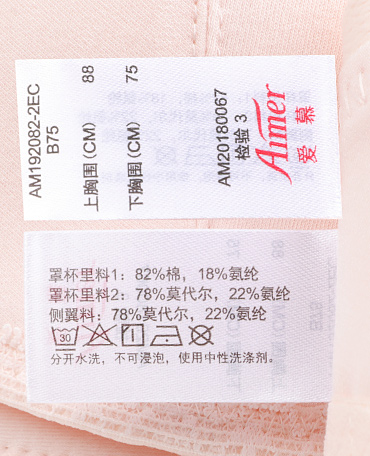 AM192082-2EC
B75
上胸围(CM) 88
下胸围(CM) 75
AM20180067
检验 3
Aimer
爱慕
罩杯里料1：82%棉，18%氨纶
罩杯里料2：78%莫代尔，22%氨纶
侧翼料：78%莫代尔，22%氨纶
30
分开水洗，不可浸泡，使用中性洗涤剂。